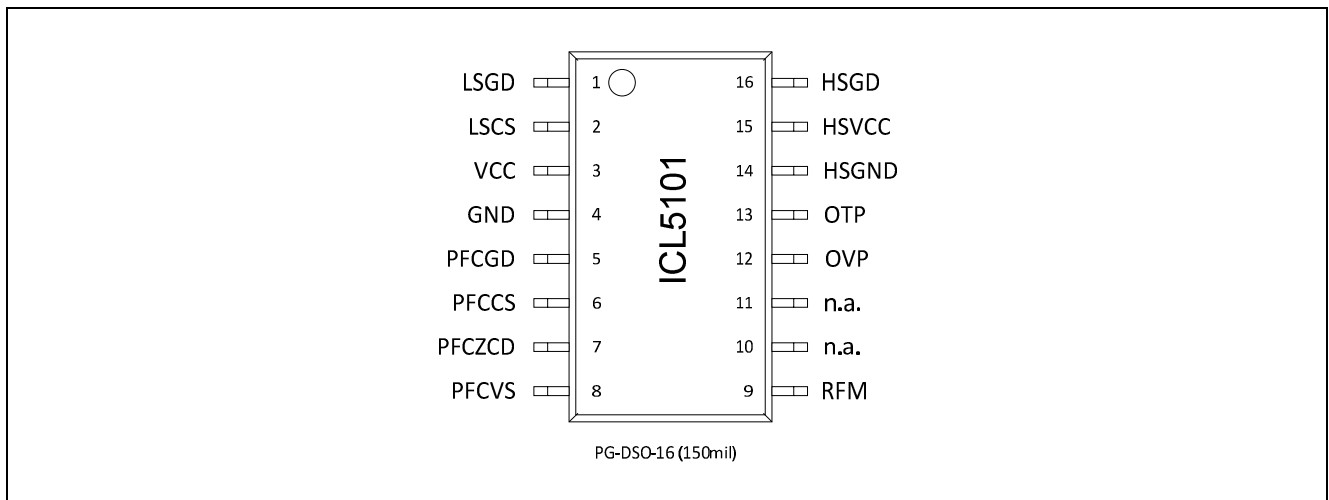 LSGD 1 16 HSGD
LSCS 2 15 HSVCC
VCC 3 14 HSGND
GND 4 13 OTP
PFCGD 5 12 OVP
PFCCS 6 11 n.a.
PFCZCD 7 10 n.a.
PFCVS 8 9 RFM
ICL5101
PG-DSO-16 (150mil)